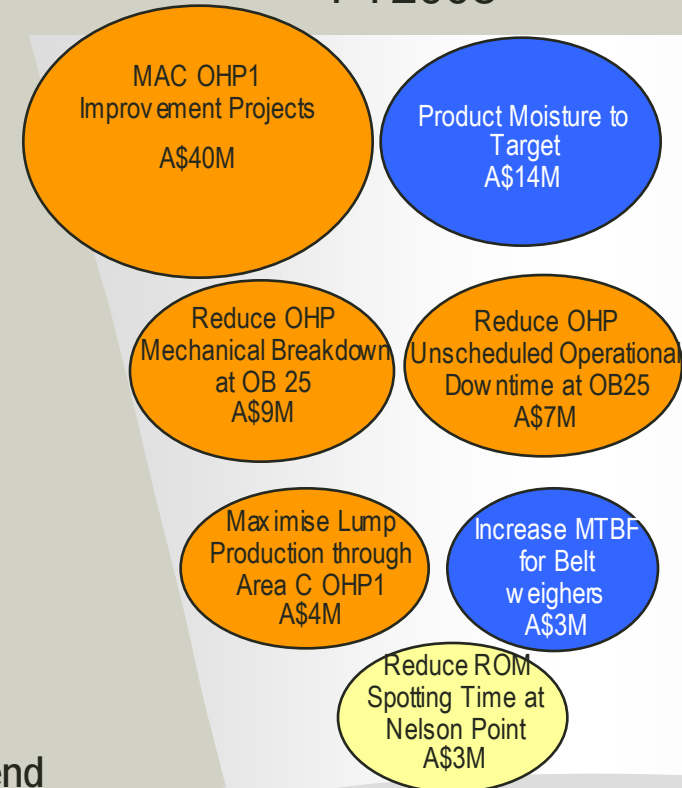 MAC OHP1
Improvement Projects
A$40M
Product Moisture to
Target
A$14M
Reduce OHP
Mechanical Breakdown
at OB 25
A$9M
Reduce OHP
Unscheduled Operational
Downtime at OB25
A$7M
Maximise Lump
Production through
Area C OHP1
A$4M
Increase MTBF
for Belt
weighers
A$3M
Reduce ROM
Spotting Time at
Nelson Point
A$3M